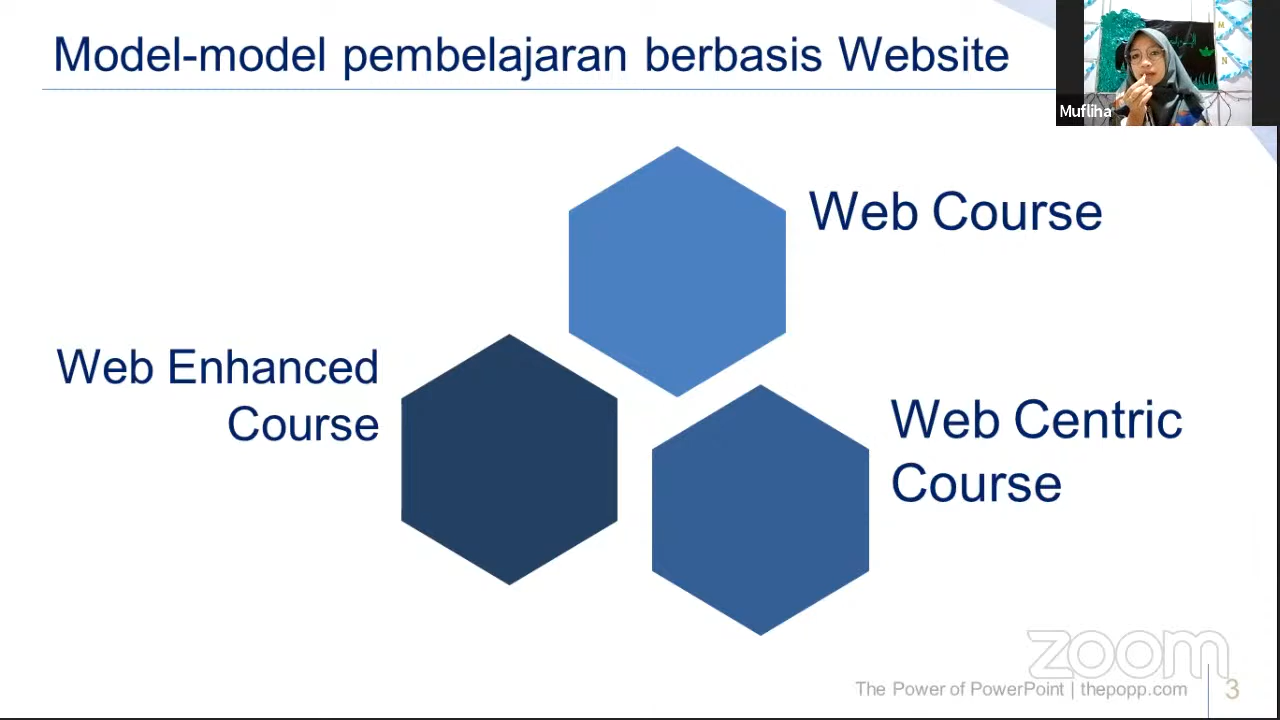 Model-model pembelajaran berbasis Website
Mufliha
Web Course
Web Enhanced
Course
Web Centric
Course
zoom
The Power of PowerPoint | thepopp.com
3